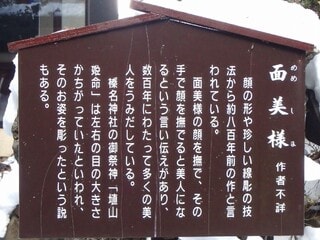 面美様 作者不詳
顔の形や珍しい線彫の技
法から約八百年前の作と言
われている。
面美様の顔を撫で、その
手で顔を撫でると美人にな
るという言い伝えがあり、
数百年にわたって多くの美
人をうみだしている。
榛名神社の御祭神「埴山
姫命」は左右の目の大きさ
がちがっていたといわれ、
そのお姿を彫ったという説
もある。